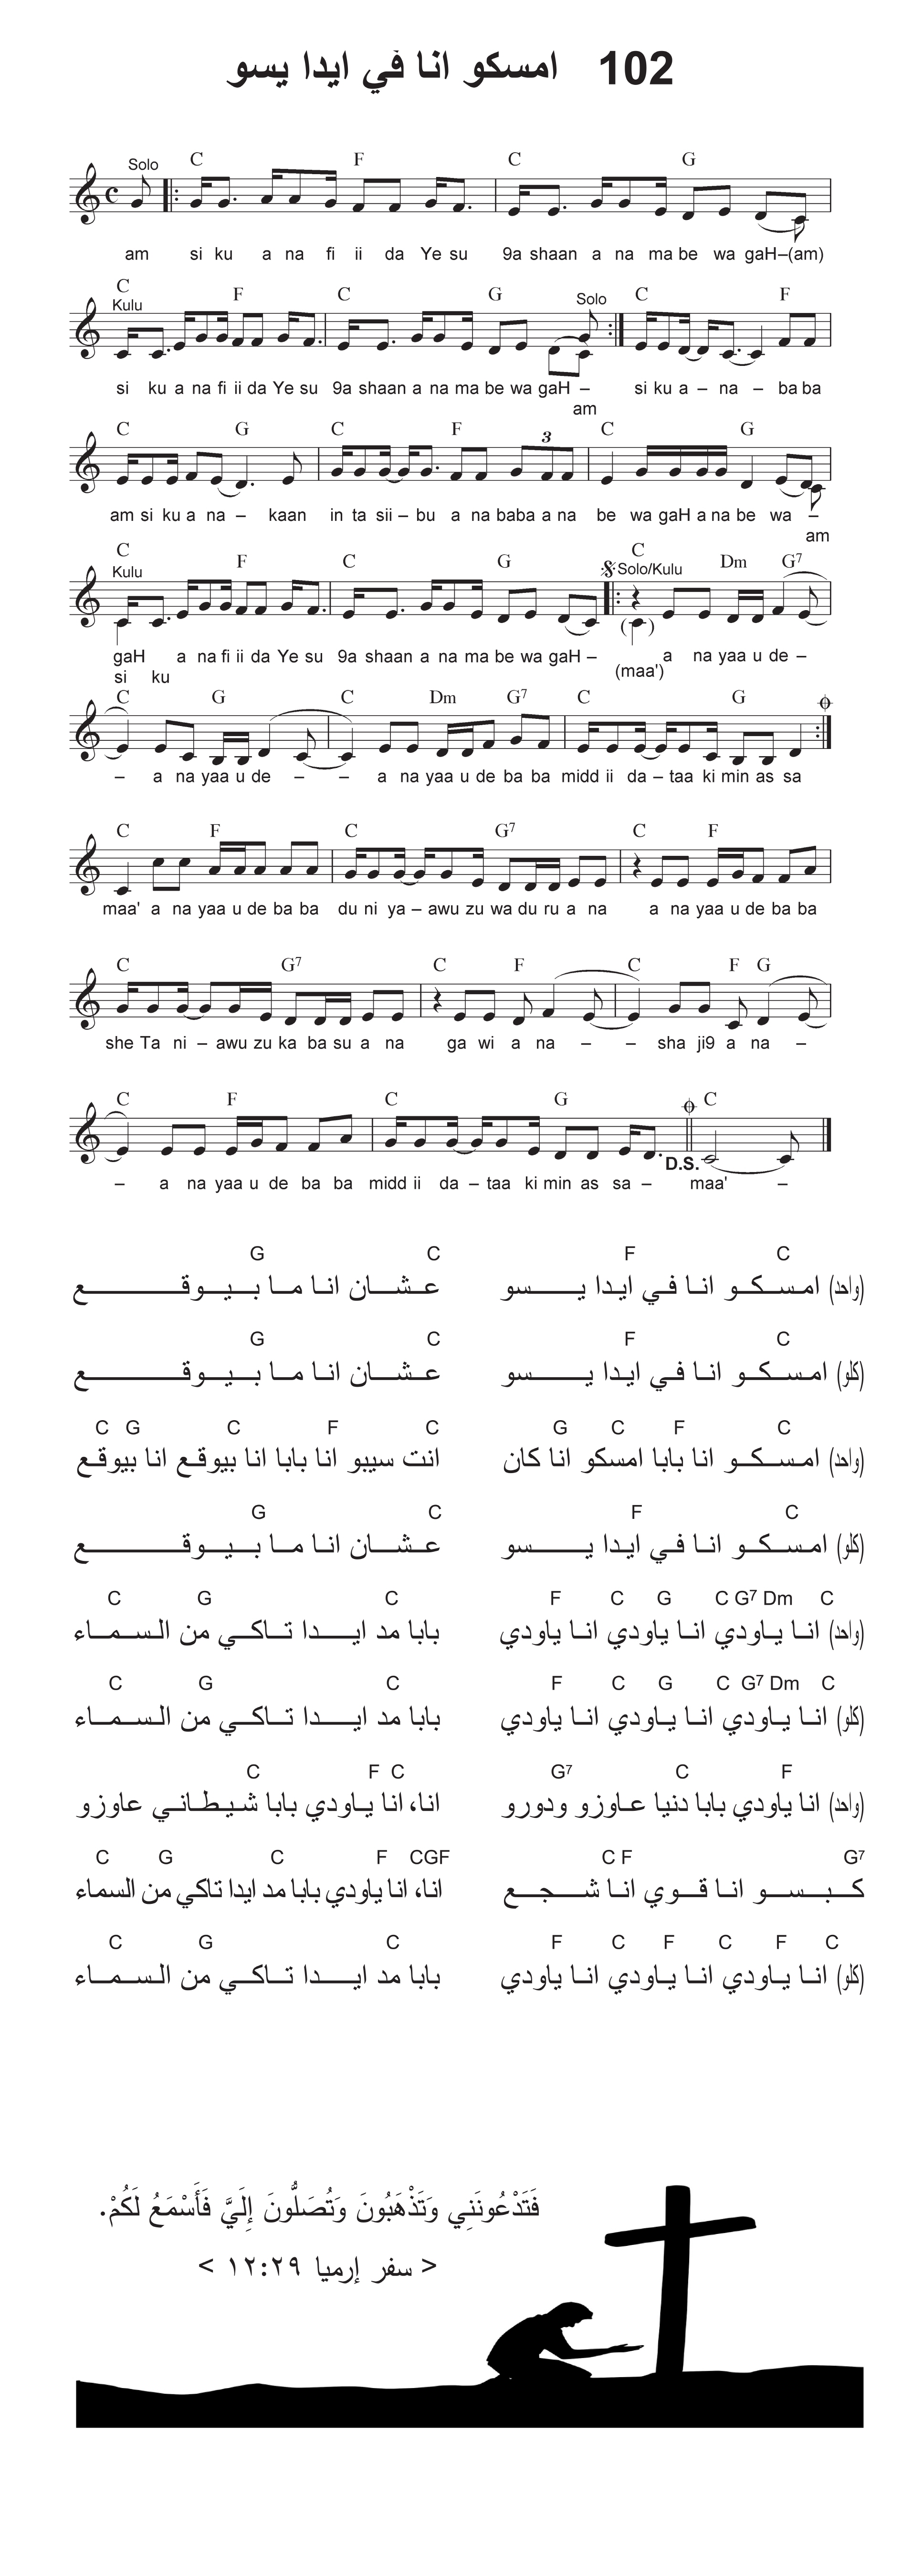 102 امسكو انا في ايدا يسو
Solo C F C G
am si ku a na fi ii da Ye su 9a shaan a na ma be wa gaH–(am)
C F C G Solo C F
Kulu
si ku a na fi ii da Ye su 9a shaan a na ma be wa gaH – si ku a – na – ba ba
am
C G C F 3 C G
am si ku a na – kaan in ta sii – bu a na baba a na be wa gaH a na be wa –
am
C F C G Solo/Kulu C Dm G7
Kulu
gaH a na fi ii da Ye su 9a shaan a na ma be wa gaH – (maa') a na yaa u de –
si ku
C G C Dm G7 C G
– a na yaa u de – – a na yaa u de ba ba midd ii da – taa ki min as sa
C F C G7 C F
maa' a na yaa u de ba ba du ni ya – awu zu wa du ru a na a na yaa u de ba ba
C G7 C F C F G
she Ta ni – awu zu ka ba su a na ga wi a na – – sha ji9 a na –
C F C G D.S. C
– a na yaa u de ba ba midd ii da – taa ki min as sa – maa' –
C F C G
(واحد) امسكو انا في ايدا يسو عشان انا ما بيوقع
C F C G
(كلو) امسكو انا في ايدا يسو عشان انا ما بيوقع
C F C G C F C G C
(واحد) امسكو انا بابا امسكو انا كان انت سيبو انا بابا انا بيوقع انا بيوقع
C F C G
(كلو) امسكو انا في ايدا يسو عشان انا ما بيوقع
C Dm G7 C G C F C G C
(واحد) انا ياودي انا ياودي انا ياودي بابا مد ايدا تاكي من السماء
C Dm G7 C G C F C G C
(كلو) انا ياودي انا ياودي انا ياودي بابا مد ايدا تاكي من السماء
F C G7 C F C
(واحد) انا ياودي بابا دنيا عاوزو ودورو انا، انا ياودي بابا شيطاني عاوزو
G7 F C CGF F C G C
كبسو انا قوي انا شجع انا، انا ياودي بابا مد ايدا تاكي من السماء
C F C F C F C G C
(كلو) انا ياودي انا ياودي انا ياودي بابا مد ايدا تاكي من السماء
فَتَدْعُونَنِي وَتَذْهَبُونَ وَتُصَلُّونَ إِلَيَّ فَأَسْمَعُ لَكُمْ.
< سفر إرميا ١٢:٢٩ >